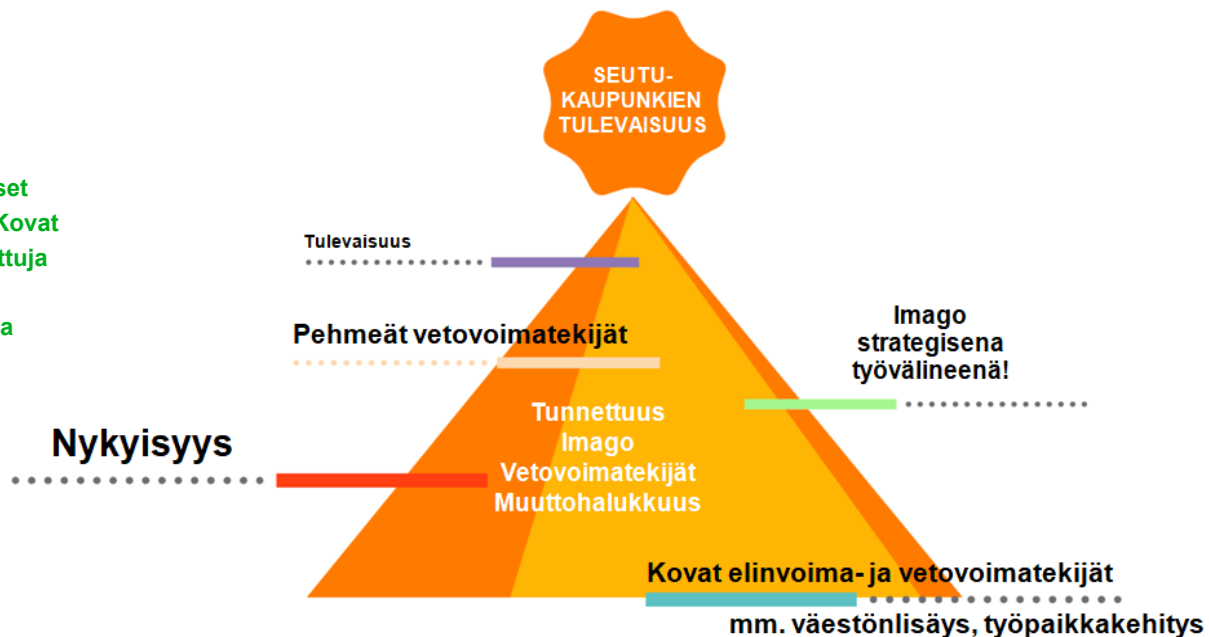 SEUTU-
KAUPUNKIEN
TULEVAISUUS
set
Kovat
ttuja
a
Tulevaisuus
Pehmeät vetovoimatekijät
Imago
strategisena
työvälineenä!
Tunnettuus
Imago
Vetovoimatekijät
Muuttohalukkuus
Nykyisyys
Kovat elinvoima- ja vetovoimatekijät
mm. väestönlisäys, työpaikkakehitys